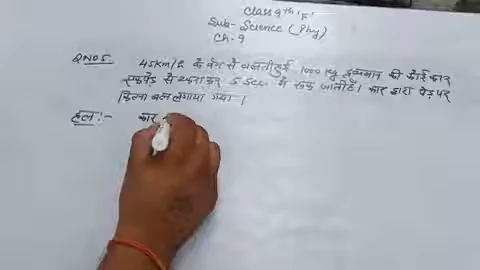 Class 9th 'F'
Sub- Science (Phy)
Ch-9
QNO5. 45km/h के वेग से चलती हुई 1000 kg द्रव्यमान की कोई कार
एक पेड़ से टकराकर 5 Sec में रुक जाती है। कार द्वारा पेड़ पर
कितना बल लगाया गया।
हल:- कार